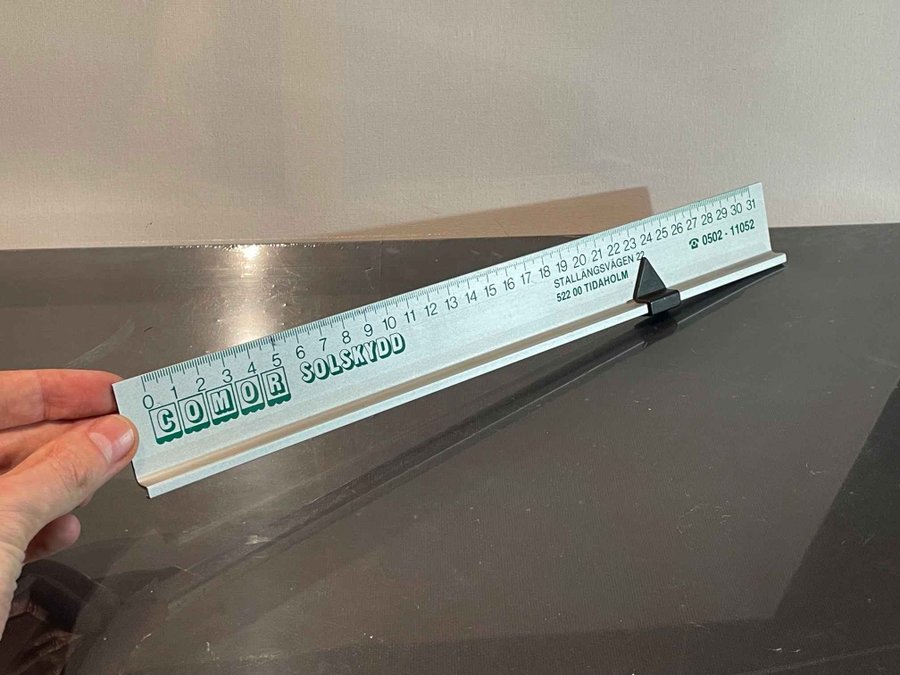 0 1 2 3 4 5 6 7 8 9 10 11 12 13 14 15 16 17 18 19 20 21 22 23 24 25 26 27 28 29 30 31
COMOR SOLSKYDD
STALLÄNGSVÄGEN 22
522 00 TIDAHOLM
☎ 0502 - 11052